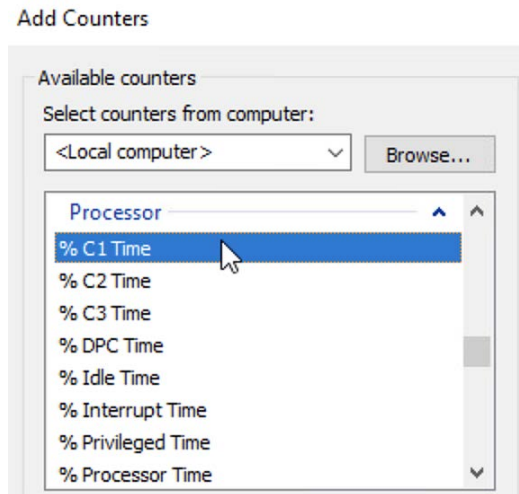 Add Counters
Available counters
Select counters from computer:
<Local computer>
Browse...
Processor
% C1 Time
% C2 Time
% C3 Time
% DPC Time
% Idle Time
% Interrupt Time
% Privileged Time
% Processor Time